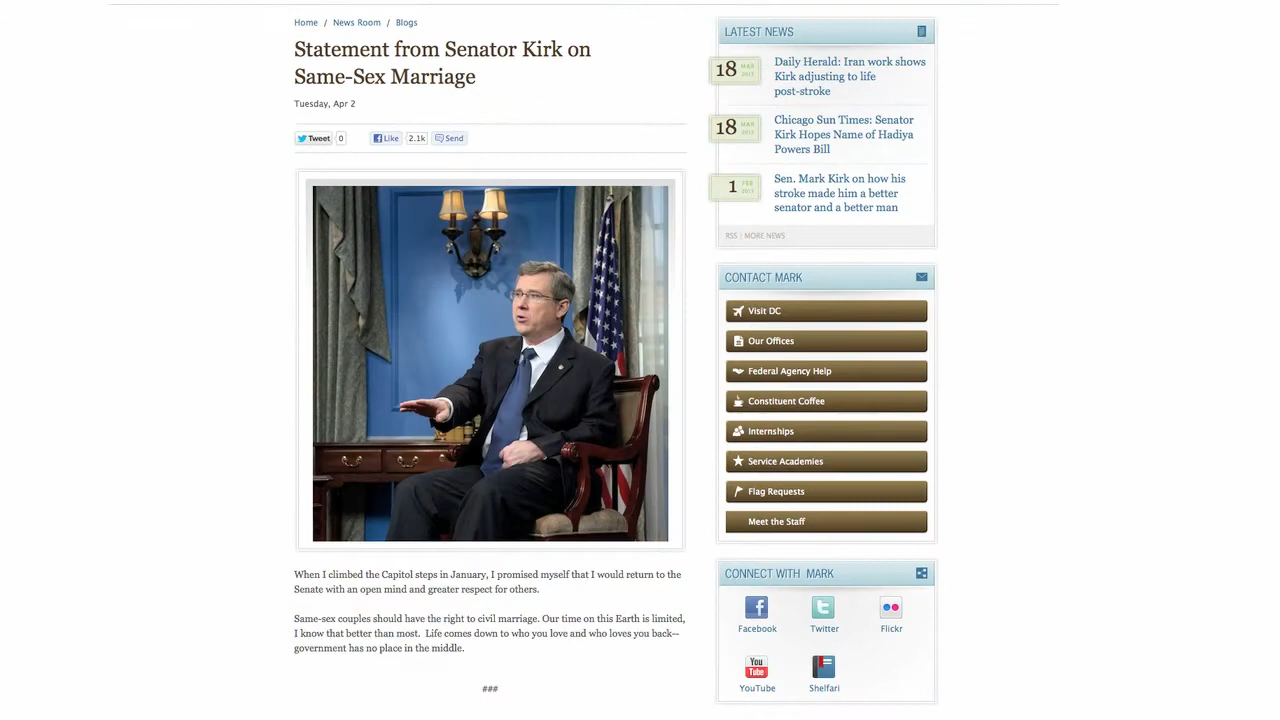 Home / News Room / Blogs
Statement from Senator Kirk on
Same-Sex Marriage
Tuesday, Apr 2
Tweet 0 Like 2.1k Send
When I climbed the Capitol steps in January, I promised myself that I would return to the
Senate with an open mind and greater respect for others.
Same-sex couples should have the right to civil marriage. Our time on this Earth is limited,
I know that better than most. Life comes down to who you love and who loves you back--
government has no place in the middle.
###
LATEST NEWS
18 MAR 2013
Daily Herald: Iran work shows
Kirk adjusting to life
post-stroke
18 MAR 2013
Chicago Sun Times: Senator
Kirk Hopes Name of Hadiya
Powers Bill
1 FEB 2013
Sen. Mark Kirk on how his
stroke made him a better
senator and a better man
RSS | MORE NEWS
CONTACT MARK
Visit DC
Our Offices
Federal Agency Help
Constituent Coffee
Internships
Service Academies
Flag Requests
Meet the Staff
CONNECT WITH MARK
Facebook Twitter Flickr
You
Tube
YouTube Shelfari